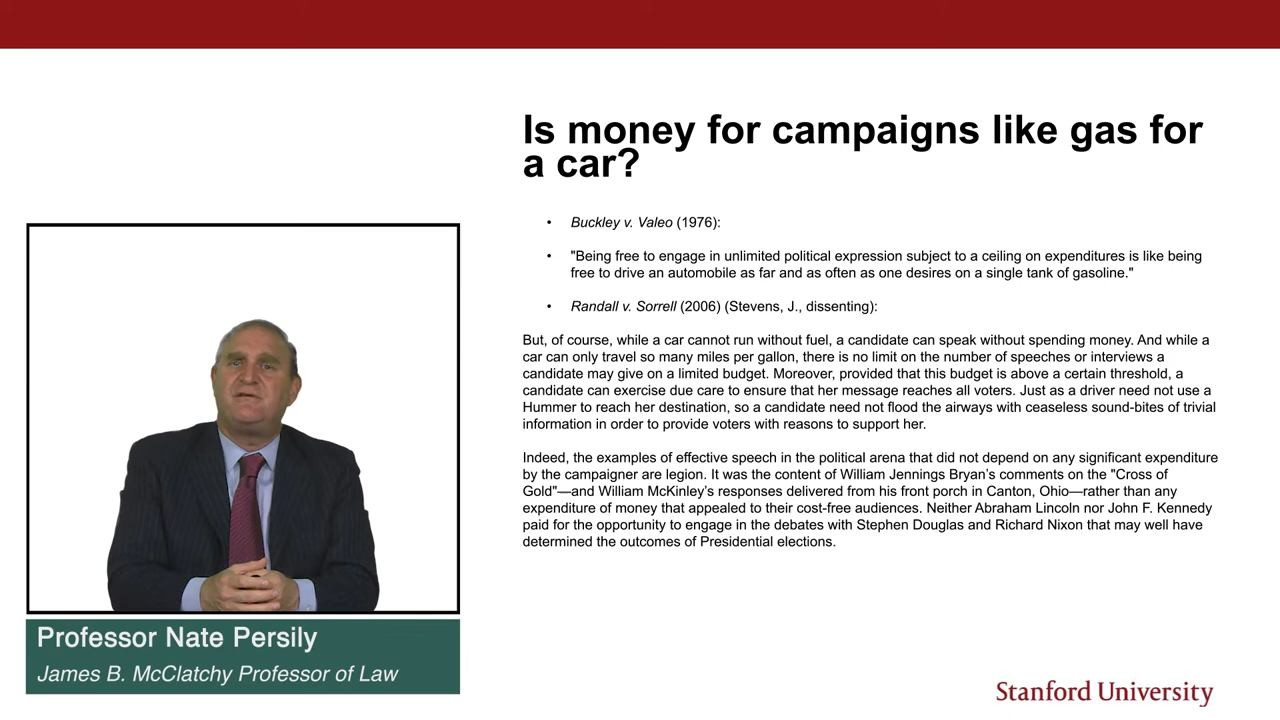 Is money for campaigns like gas for
a car?
• Buckley v. Valeo (1976):
• "Being free to engage in unlimited political expression subject to a ceiling on expenditures is like being
free to drive an automobile as far and as often as one desires on a single tank of gasoline."
• Randall v. Sorrell (2006) (Stevens, J., dissenting):
But, of course, while a car cannot run without fuel, a candidate can speak without spending money. And while a
car can only travel so many miles per gallon, there is no limit on the number of speeches or interviews a
candidate may give on a limited budget. Moreover, provided that this budget is above a certain threshold, a
candidate can exercise due care to ensure that her message reaches all voters. Just as a driver need not use a
Hummer to reach her destination, so a candidate need not flood the airways with ceaseless sound-bites of trivial
information in order to provide voters with reasons to support her.
Indeed, the examples of effective speech in the political arena that did not depend on any significant expenditure
by the campaigner are legion. It was the content of William Jennings Bryan’s comments on the "Cross of
Gold"—and William McKinley’s responses delivered from his front porch in Canton, Ohio—rather than any
expenditure of money that appealed to their cost-free audiences. Neither Abraham Lincoln nor John F. Kennedy
paid for the opportunity to engage in the debates with Stephen Douglas and Richard Nixon that may well have
determined the outcomes of Presidential elections.
Professor Nate Persily
James B. McClatchy Professor of Law
Stanford University